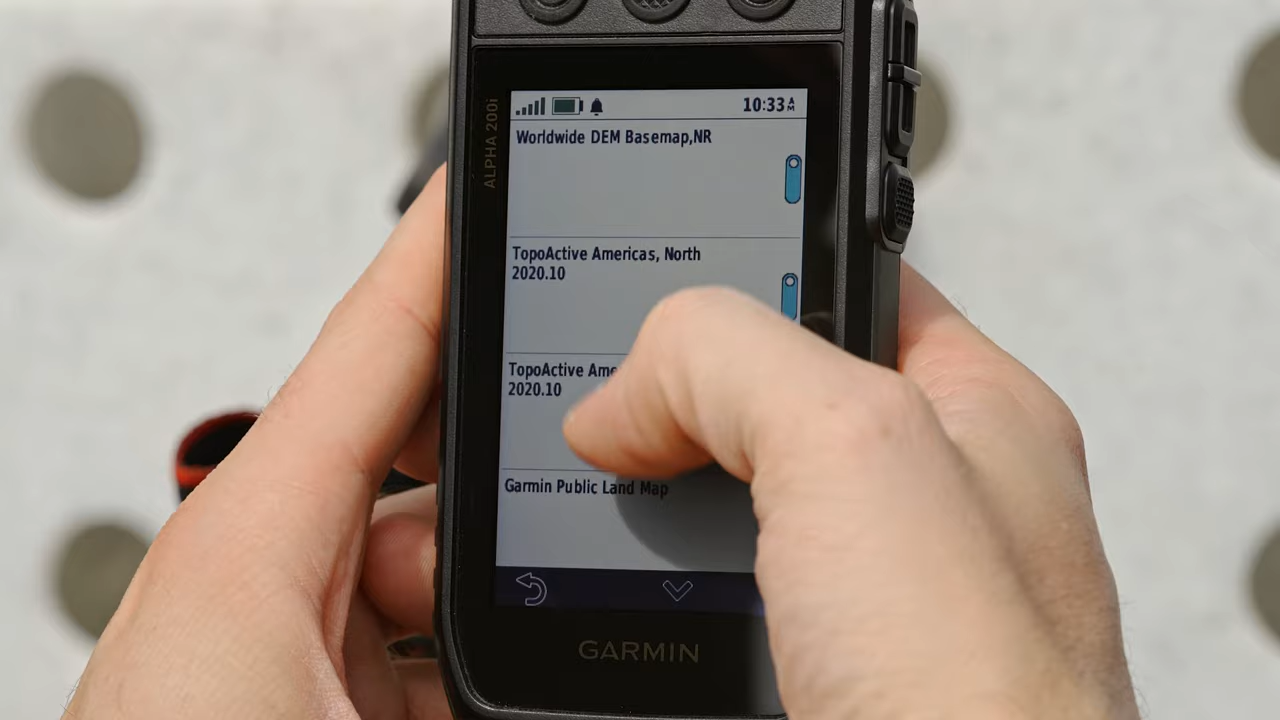 10:33AM
Worldwide DEM Basemap,NR
ALPHA 200i
TopoActive Americas, North
2020.10
TopoActive Ame
2020.10
Garmin Public Land Map
GARMIN